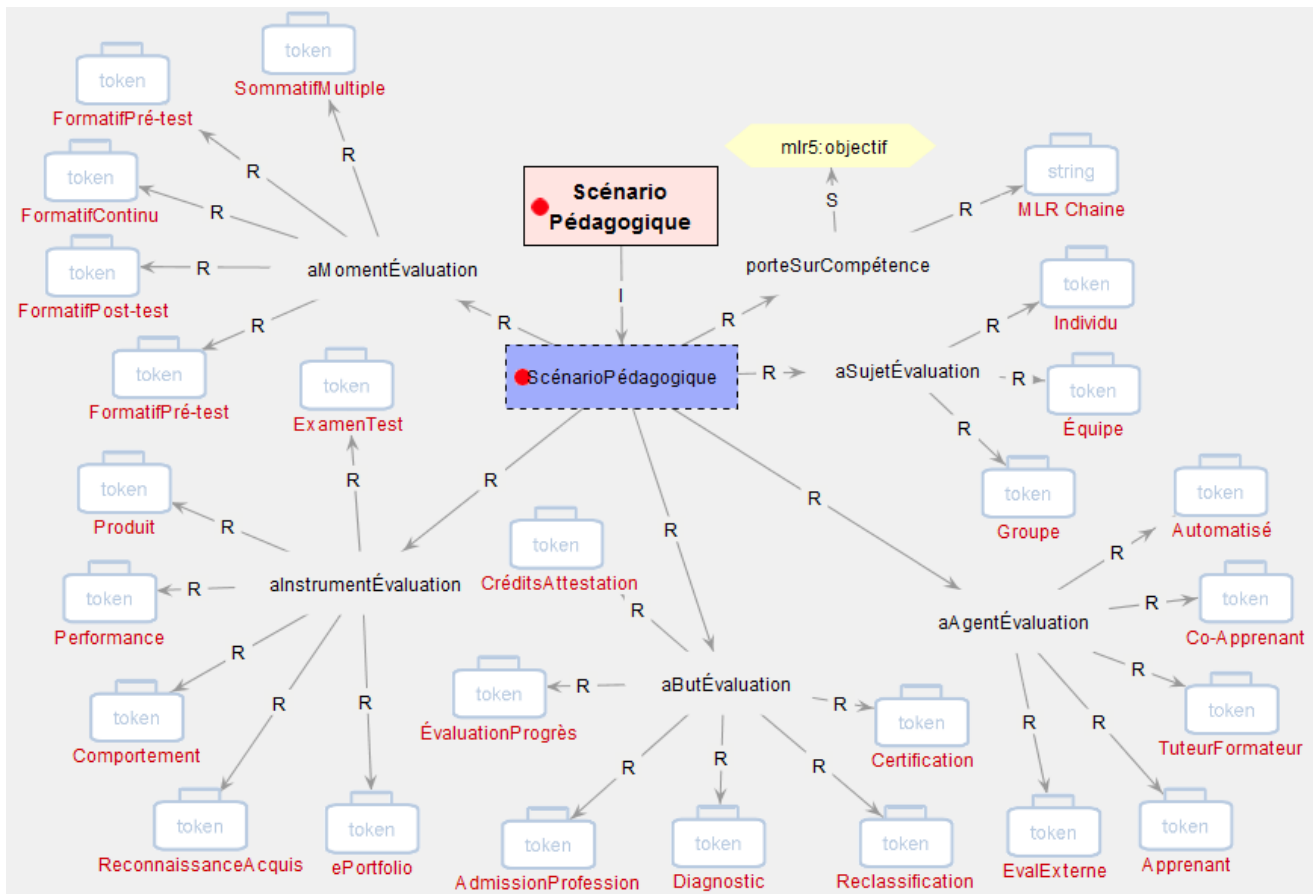 token
SommatifMultiple
token
FormatifPré-test
R
R
token
FormatifContinu
R
token
FormatifPost-test
R
aMomentÉvaluation
R
token
FormatifPré-test
R
Scénario
Pédagogique
I
ScénarioPédagogique
mlr5:objectif
S
R
string
MLR Chaine
porteSurCompétence
R
R
aSujetÉvaluation
R
token
Individu
R
token
Équipe
R
token
Groupe
token
ExamenTest
R
R
R
R
token
Produit
R
aInstrumentÉvaluation
token
Performance
R
token
Comportement
R
token
ReconnaissanceAcquis
R
token
ePortfolio
R
token
CréditsAttestation
R
aButÉvaluation
token
ÉvaluationProgrès
R
R
token
Certification
R
token
AdmissionProfession
R
token
Diagnostic
R
token
Reclassification
aAgentÉvaluation
R
token
Automatisé
R
token
Co-Apprenant
R
token
TuteurFormateur
R
token
EvalExterne
R
token
Apprenant